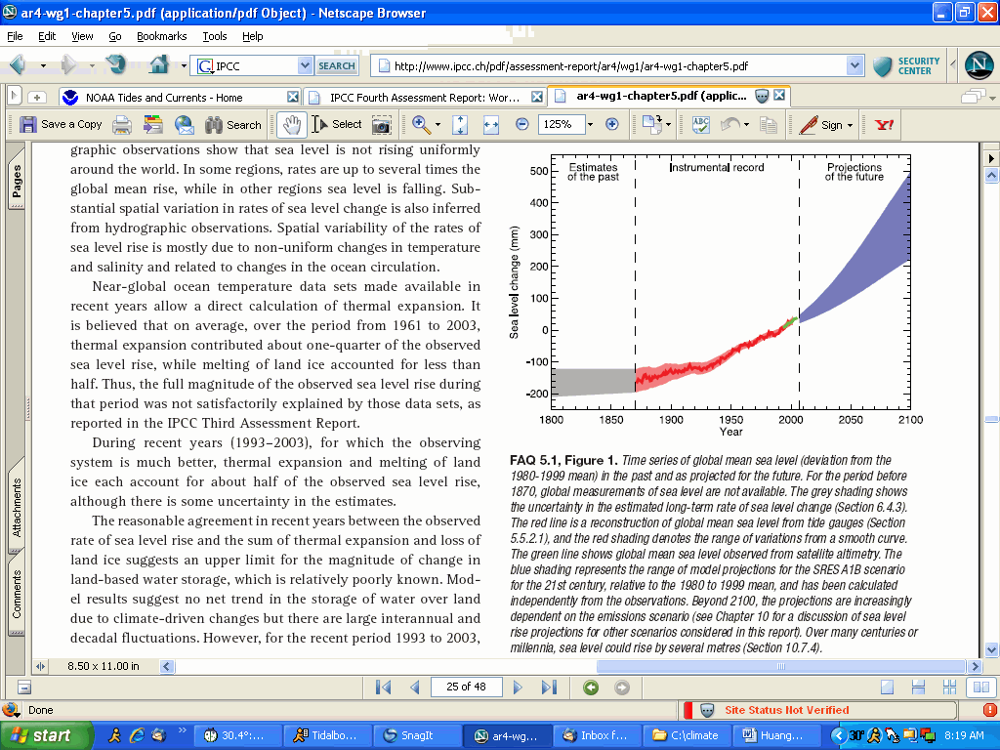 ar4-wg1-chapter5.pdf (application/pdf Object) - Netscape Browser
File Edit View Go Bookmarks Tools Help
IPCC SEARCH http://www.ipcc.ch/pdf/assessment-report/ar4/wg1/ar4-wg1-chapter5.pdf SECURITY CENTER
NOAA Tides and Currents - Home IPCC Fourth Assessment Report: Wor... ar4-wg1-chapter5.pdf (applic...
Save a Copy Search Select 125% Sign Y!
Pages
Attachments
Comments
graphic observations show that sea level is not rising uniformly
around the world. In some regions, rates are up to several times the
global mean rise, while in other regions sea level is falling. Sub-
stantial spatial variation in rates of sea level change is also inferred
from hydrographic observations. Spatial variability of the rates of
sea level rise is mostly due to non-uniform changes in temperature
and salinity and related to changes in the ocean circulation.
Near-global ocean temperature data sets made available in
recent years allow a direct calculation of thermal expansion. It
is believed that on average, over the period from 1961 to 2003,
thermal expansion contributed about one-quarter of the observed
sea level rise, while melting of land ice accounted for less than
half. Thus, the full magnitude of the observed sea level rise during
that period was not satisfactorily explained by those data sets, as
reported in the IPCC Third Assessment Report.
During recent years (1993–2003), for which the observing
system is much better, thermal expansion and melting of land
ice each account for about half of the observed sea level rise,
although there is some uncertainty in the estimates.
The reasonable agreement in recent years between the observed
rate of sea level rise and the sum of thermal expansion and loss of
land ice suggests an upper limit for the magnitude of change in
land-based water storage, which is relatively poorly known. Mod-
el results suggest no net trend in the storage of water over land
due to climate-driven changes but there are large interannual and
decadal fluctuations. However, for the recent period 1993 to 2003,
Estimates of the past
Instrumental record
Projections of the future
Sea level change (mm)
500
400
300
200
100
0
-100
-200
1800 1850 1900 1950 2000 2050 2100
Year
FAQ 5.1, Figure 1. Time series of global mean sea level (deviation from the
1980-1999 mean) in the past and as projected for the future. For the period before
1870, global measurements of sea level are not available. The grey shading shows
the uncertainty in the estimated long-term rate of sea level change (Section 6.4.3).
The red line is a reconstruction of global mean sea level from tide gauges (Section
5.5.2.1), and the red shading denotes the range of variations from a smooth curve.
The green line shows global mean sea level observed from satellite altimetry. The
blue shading represents the range of model projections for the SRES A1B scenario
for the 21st century, relative to the 1980 to 1999 mean, and has been calculated
independently from the observations. Beyond 2100, the projections are increasingly
dependent on the emissions scenario (see Chapter 10 for a discussion of sea level
rise projections for other scenarios considered in this report). Over many centuries or
millennia, sea level could rise by several metres (Section 10.7.4).
8.50 x 11.00 in
25 of 48
Done
Site Status Not Verified
start 30.4°:... Tidalbo... SnagIt ar4-wg... Inbox f... C:\climate Huang... 30° 8:19 AM